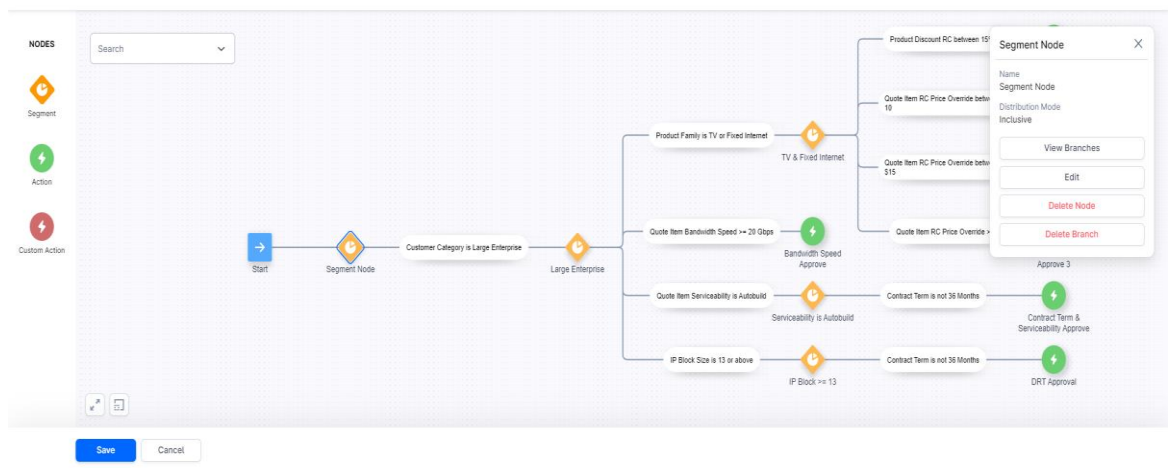 NODES
Search
Segment
Action
Custom Action
Start
Segment Node
Customer Category is Large Enterprise
Large Enterprise
Product Family is TV or Fixed Internet
TV & Fixed Internet
Quote Item Bandwidth Speed >= 20 Gbps
Bandwidth Speed
Approve
Quote Item Serviceability is Autobuild
Serviceability is Autobuild
IP Block Size is 13 or above
IP Block >= 13
Product Discount RC between 15
Quote Item RC Price Override
10
Quote Item RC Price Override
$15
Quote Item RC Price Override >
Approve 3
Contract Term is not 36 Months
Contract Term &
Serviceability Approve
Contract Term is not 36 Months
DRT Approval
Segment Node
Name
Segment Node
Distribution Mode
Inclusive
View Branches
Edit
Delete Node
Delete Branch
Save
Cancel